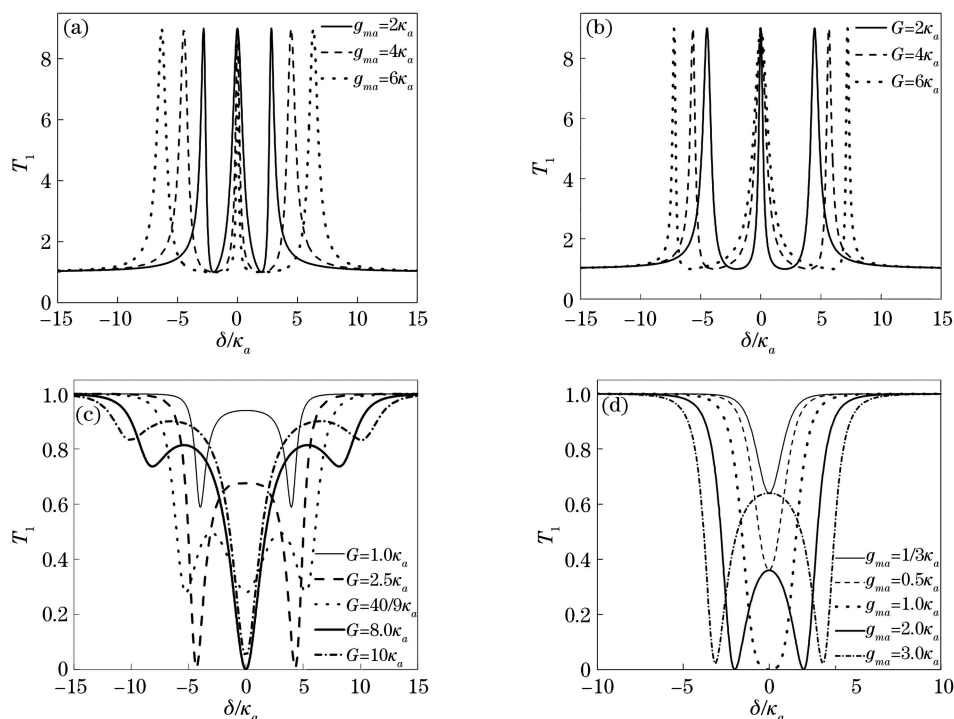 (a)
g_ma=2κ_a
g_ma=4κ_a
g_ma=6κ_a
8
6
4
2
0
T_1
−15 −10 −5 0 5 10 15
δ/κ_a
(b)
G=2κ_a
G=4κ_a
G=6κ_a
8
6
4
2
0
T_1
−15 −10 −5 0 5 10 15
δ/κ_a
(c)
1.0
0.8
0.6
0.4
0.2
0
T_1
G=1.0κ_a
G=2.5κ_a
G=40/9κ_a
G=8.0κ_a
G=10κ_a
−15 −10 −5 0 5 10 15
δ/κ_a
(d)
1.0
0.8
0.6
0.4
0.2
0
T_1
g_ma=1/3κ_a
g_ma=0.5κ_a
g_ma=1.0κ_a
g_ma=2.0κ_a
g_ma=3.0κ_a
−10 −5 0 5 10
δ/κ_a